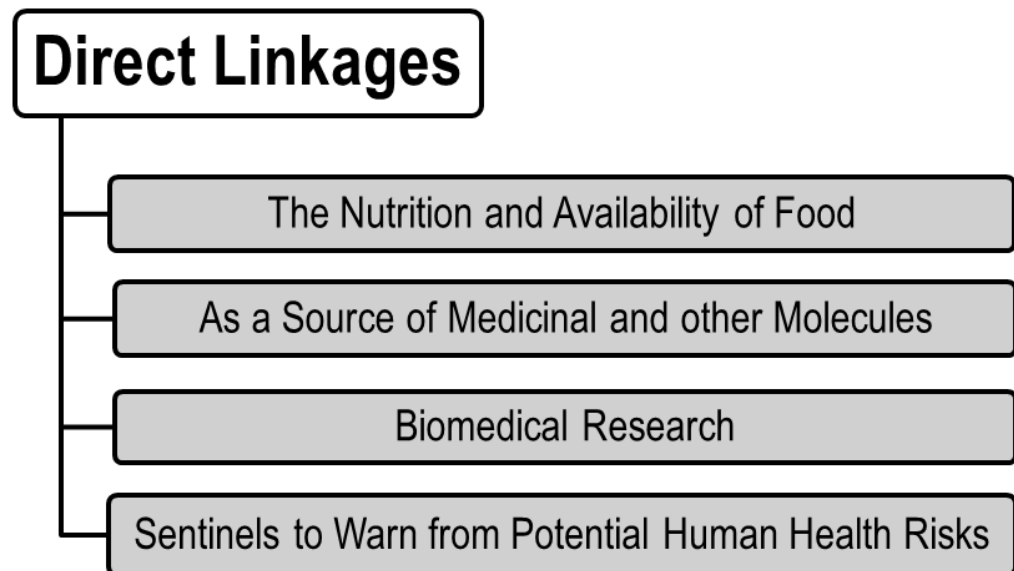 Direct Linkages
The Nutrition and Availability of Food
As a Source of Medicinal and other Molecules
Biomedical Research
Sentinels to Warn from Potential Human Health Risks